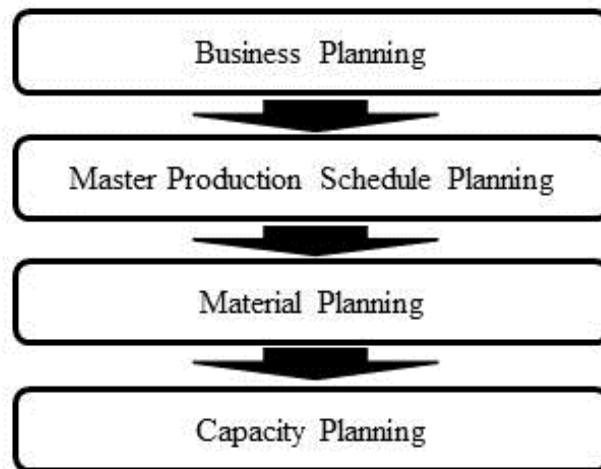 Business Planning
Master Production Schedule Planning
Material Planning
Capacity Planning